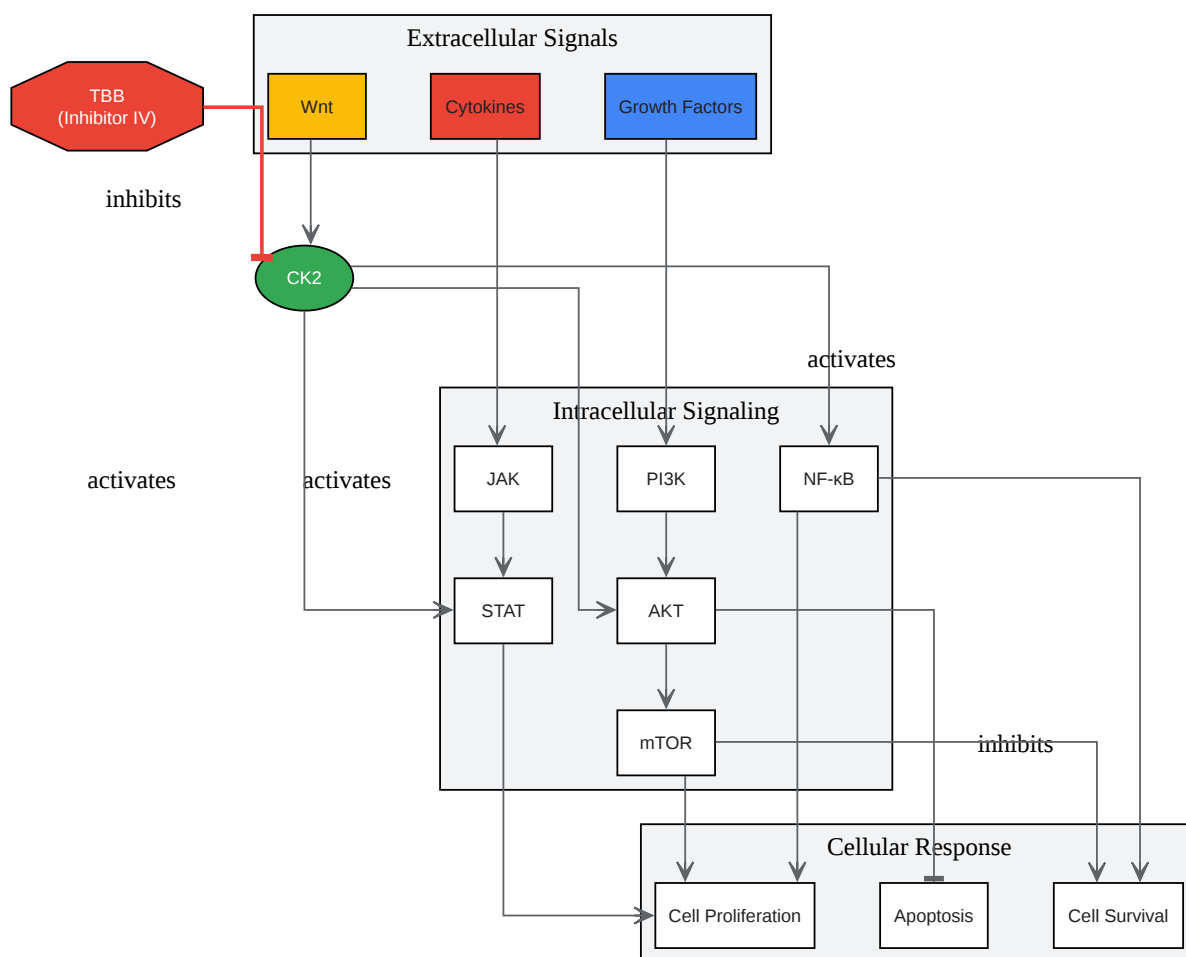 Extracellular Signals
TBB
(Inhibitor IV)
Wnt
Cytokines
Growth Factors
inhibits
CK2
activates
Intracellular Signaling
JAK
PI3K
NF-κB
activates
activates
STAT
AKT
mTOR
inhibits
Cellular Response
Cell Proliferation
Apoptosis
Cell Survival